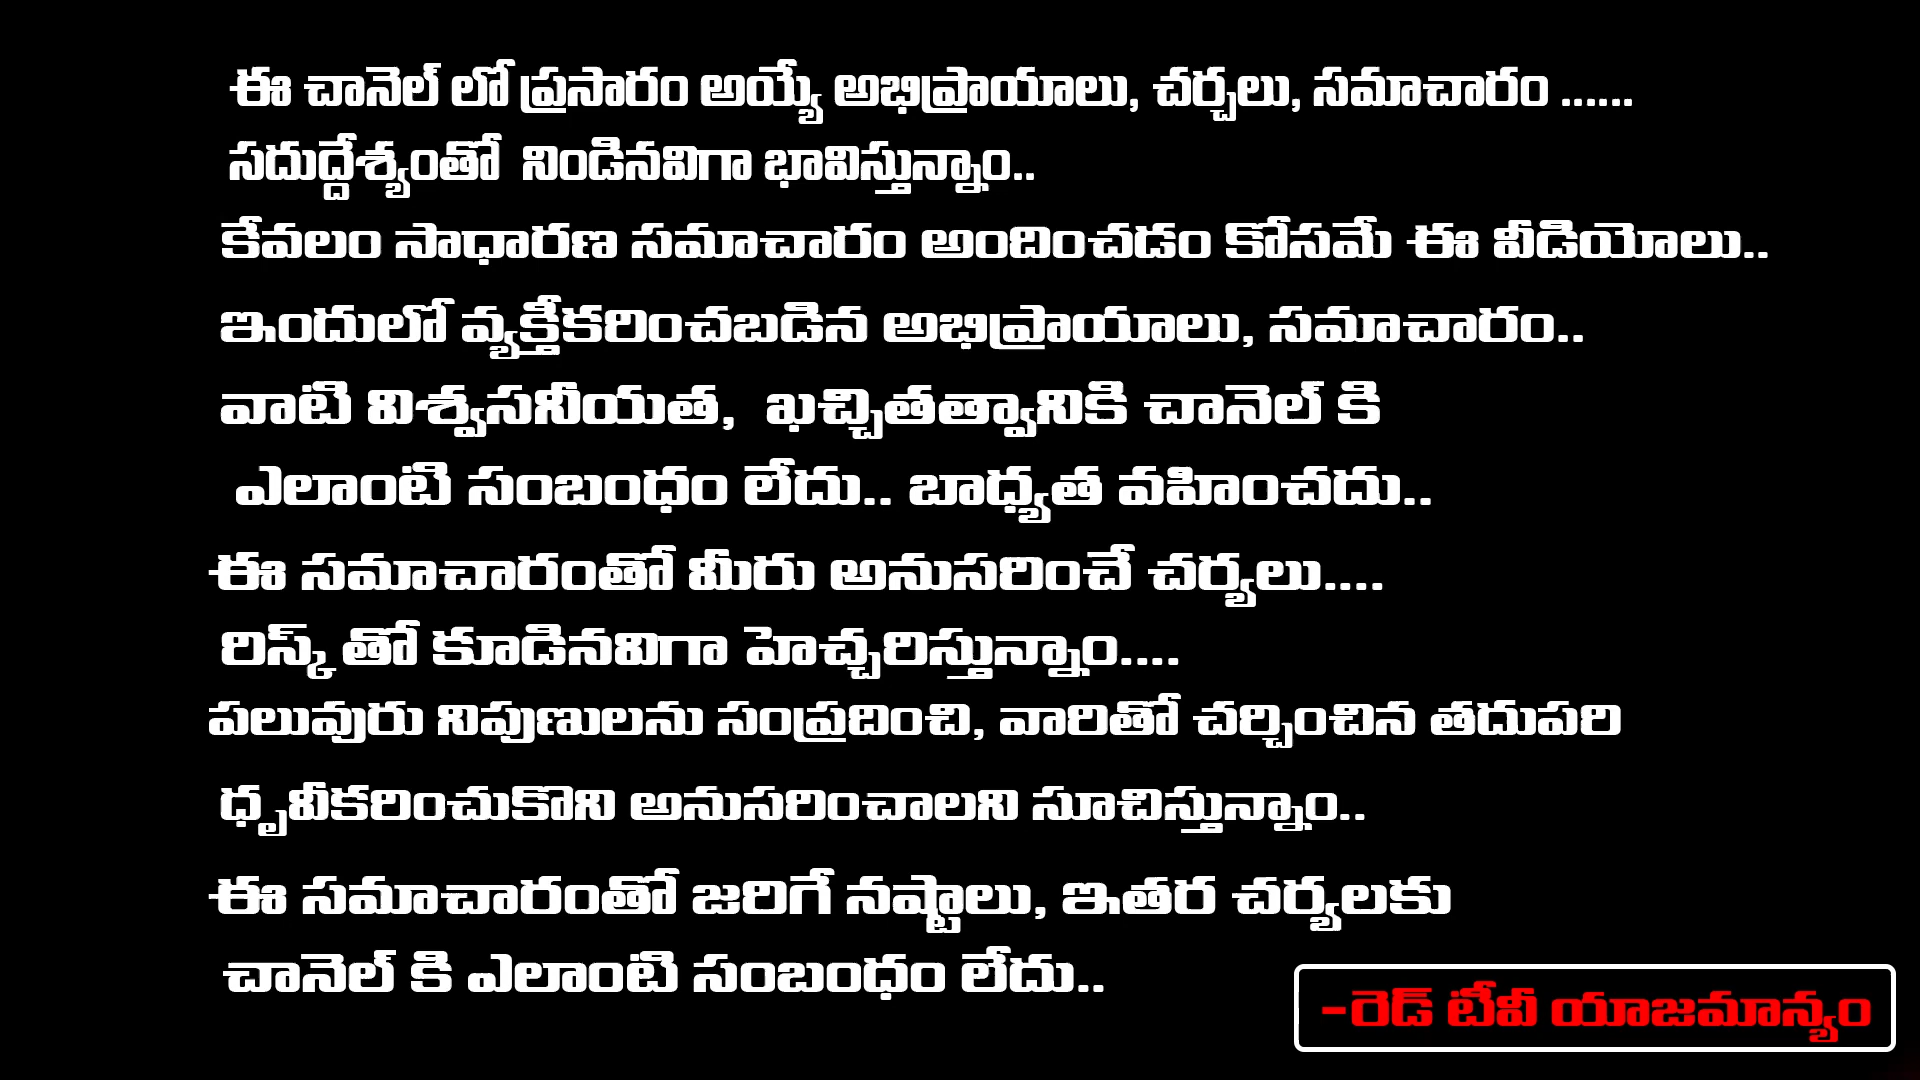 ఈ చానెల్ లో ప్రసారం అయ్యే అభిప్రాయాలు, చర్చలు, సమాచారం ......
సదుద్దేశ్యంతో నిండినవిగా భావిస్తున్నాం..
కేవలం సాధారణ సమాచారం అందించడం కోసమే ఈ వీడియోలు..
ఇందులో వ్యక్తీకరించబడిన అభిప్రాయాలు, సమాచారం..
వాటి విశ్వసనీయత, ఖచ్చితత్వానికి చానెల్ కి
ఎలాంటి సంబంధం లేదు.. బాధ్యత వహించదు..
ఈ సమాచారంతో మీరు అనుసరించే చర్యలు....
రిస్క్ తో కూడినవిగా హెచ్చరిస్తున్నాం....
పలువురు నిపుణులను సంప్రదించి, వారితో చర్చించిన తదుపరి
ధృవీకరించుకొని అనుసరించాలని సూచిస్తున్నాం..
ఈ సమాచారంతో జరిగే నష్టాలు, ఇతర చర్యలకు
చానెల్ కి ఎలాంటి సంబంధం లేదు..
-రెడ్ టీవీ యాజమాన్యం